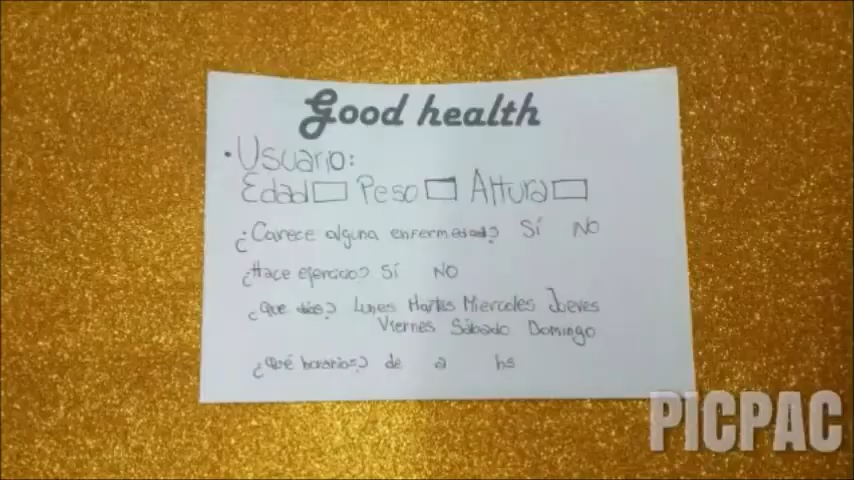 Good health
• Usuario:
Edad Peso Altura
¿Carece alguna enfermedad? Sí NO
¿Hace ejercicio? Sí NO
¿Que días? Lunes Martes Miercoles Jueves
Viernes Sábado Domingo
¿Qué horarios? de a hs
PICPAC